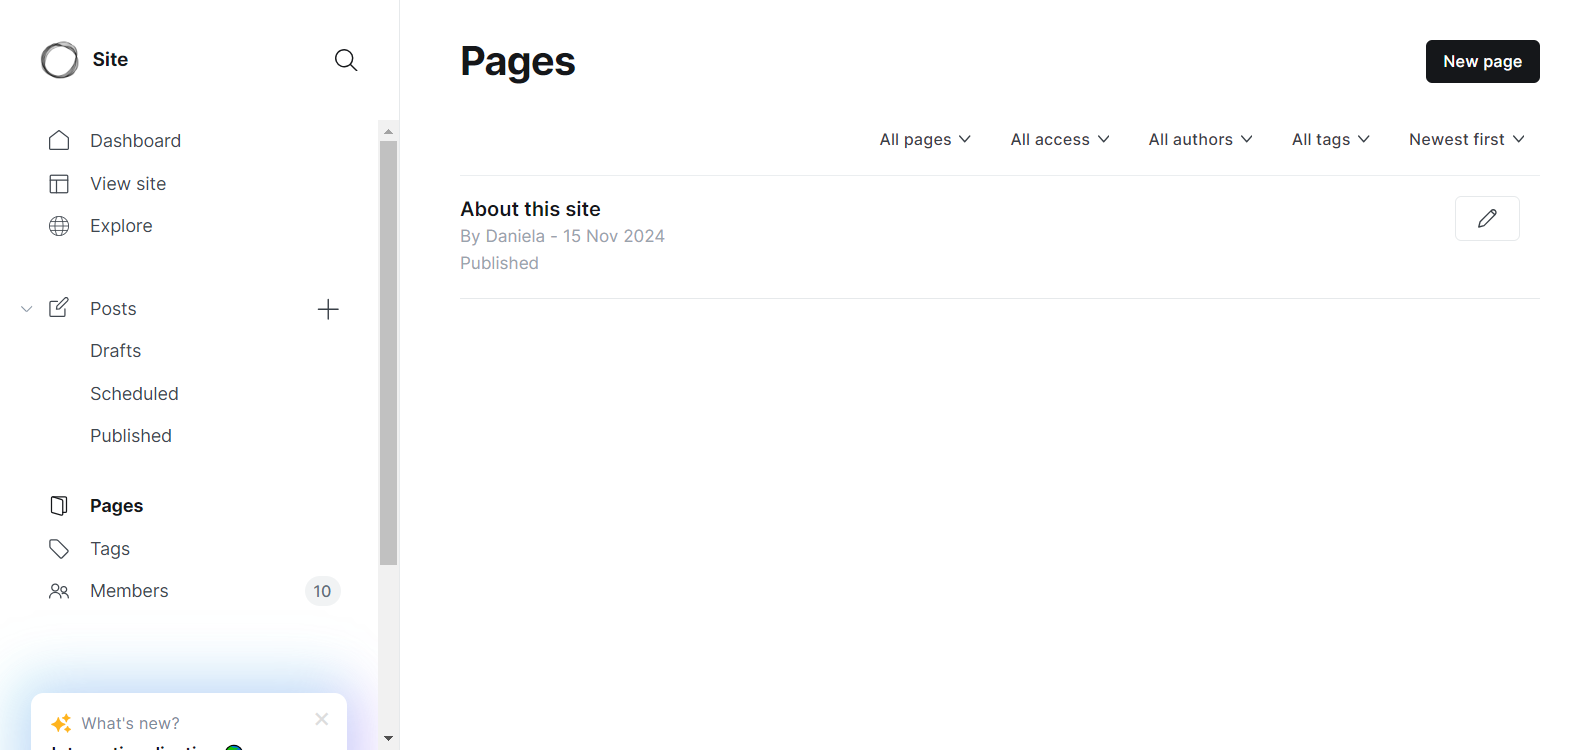 Site
Dashboard
View site
Explore
Posts
Drafts
Scheduled
Published
Pages
Tags
Members 10
What's new?
Pages
New page
All pages All access All authors All tags Newest first
About this site
By Daniela - 15 Nov 2024
Published